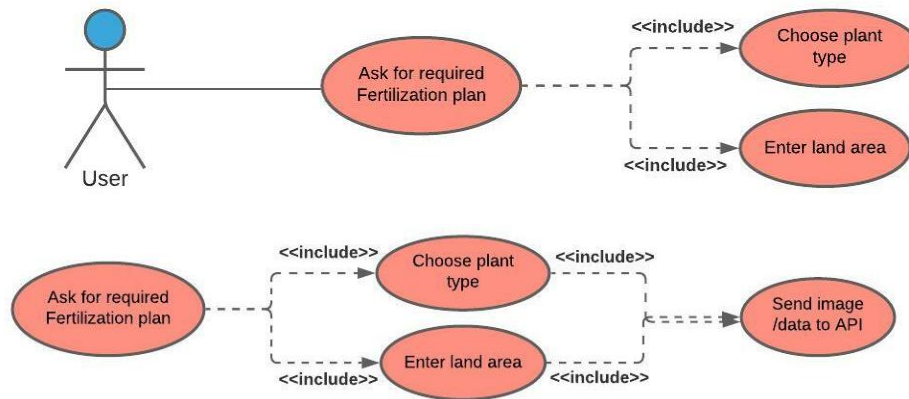 <<include>>
Choose plant
type
Ask for required
Fertilization plan
Enter land area
<<include>>
User
<<include>>
Choose plant
type
<<include>>
Ask for required
Fertilization plan
Send image
/data to API
Enter land area
<<include>>
<<include>>